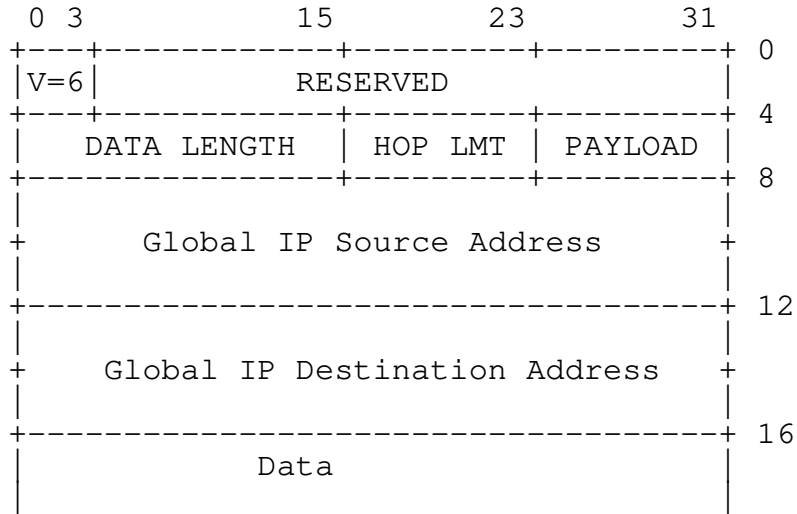 0 3 15 23 31
0
V=6 RESERVED
4
DATA LENGTH HOP LMT PAYLOAD
8
Global IP Source Address
12
Global IP Destination Address
16
Data